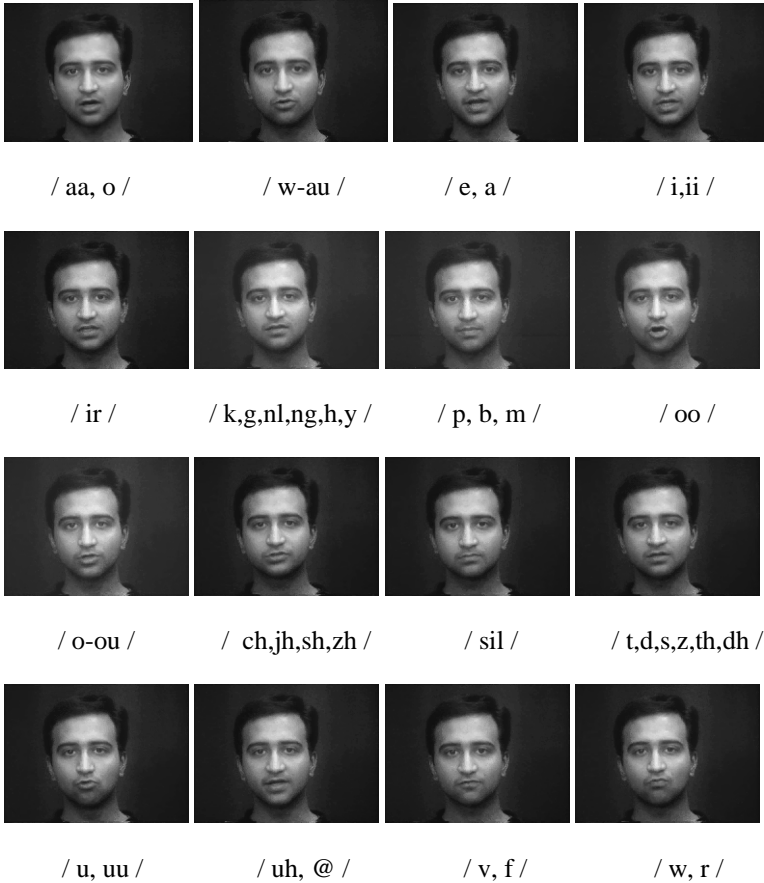 / aa, o / / w-au / / e, a / / i,ii /
/ ir / / k,g,nl,ng,h,y / / p, b, m / / oo /
/ o-ou / / ch,jh,sh,zh / / sil / / t,d,s,z,th,dh /
/ u, uu / / uh, @ / / v, f / / w, r /